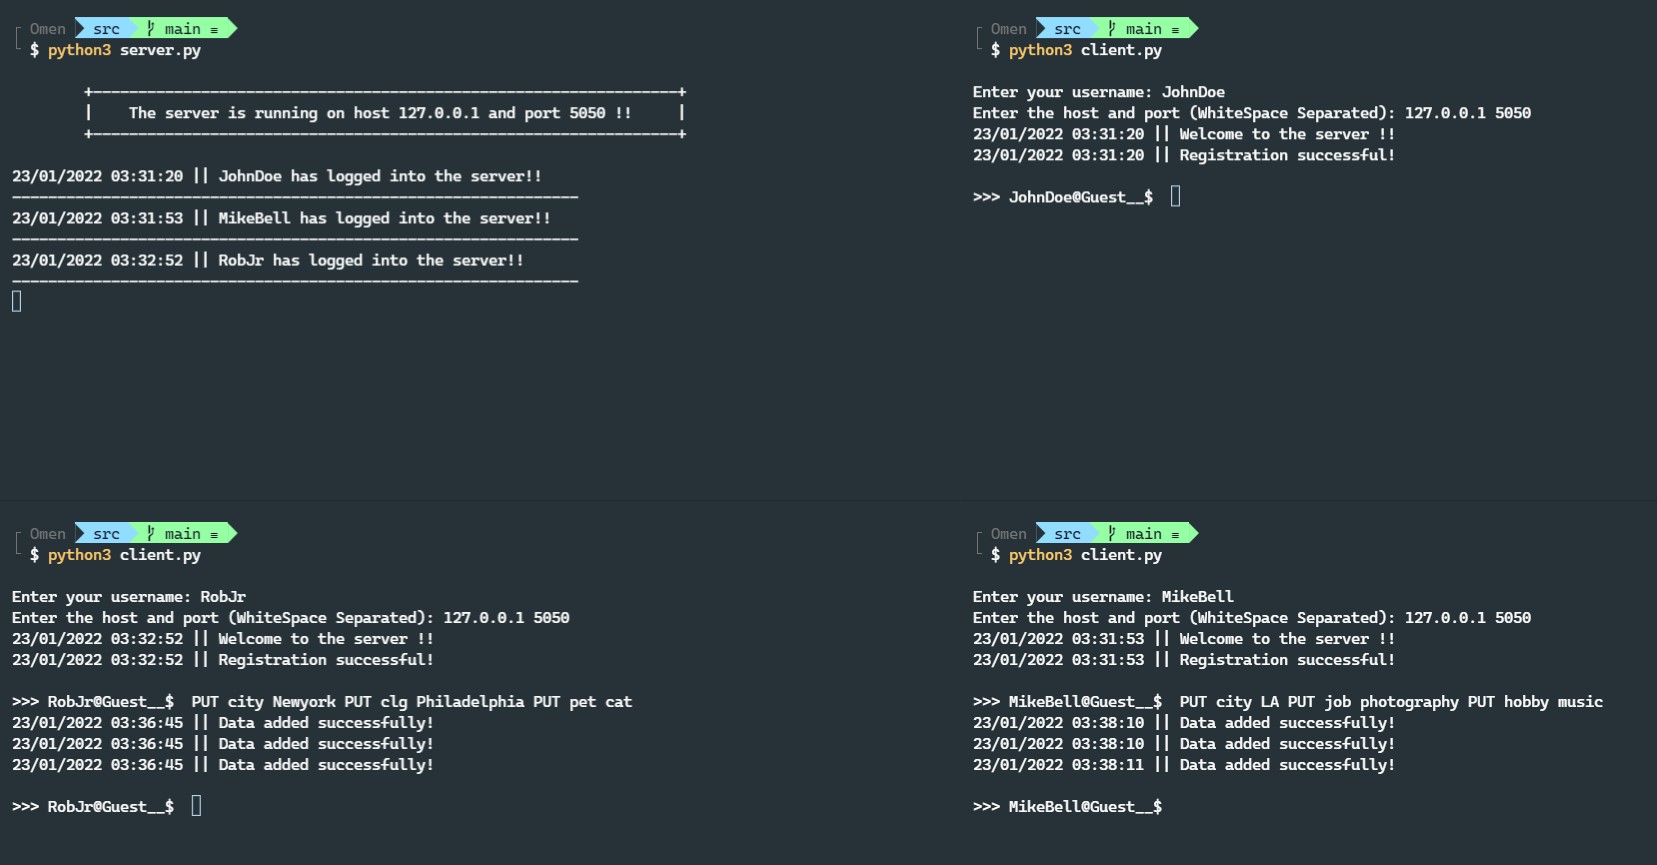 Omen src main ≡
$ python3 server.py
The server is running on host 127.0.0.1 and port 5050 !!
23/01/2022 03:31:20 || JohnDoe has logged into the server!!
23/01/2022 03:31:53 || MikeBell has logged into the server!!
23/01/2022 03:32:52 || RobJr has logged into the server!!
Omen src main ≡
$ python3 client.py
Enter your username: JohnDoe
Enter the host and port (WhiteSpace Separated): 127.0.0.1 5050
23/01/2022 03:31:20 || Welcome to the server !!
23/01/2022 03:31:20 || Registration successful!
>>> JohnDoe@Guest__$
Omen src main ≡
$ python3 client.py
Enter your username: RobJr
Enter the host and port (WhiteSpace Separated): 127.0.0.1 5050
23/01/2022 03:32:52 || Welcome to the server !!
23/01/2022 03:32:52 || Registration successful!
>>> RobJr@Guest__$ PUT city Newyork PUT clg Philadelphia PUT pet cat
23/01/2022 03:36:45 || Data added successfully!
23/01/2022 03:36:45 || Data added successfully!
23/01/2022 03:36:45 || Data added successfully!
>>> RobJr@Guest__$
Omen src main ≡
$ python3 client.py
Enter your username: MikeBell
Enter the host and port (WhiteSpace Separated): 127.0.0.1 5050
23/01/2022 03:31:53 || Welcome to the server !!
23/01/2022 03:31:53 || Registration successful!
>>> MikeBell@Guest__$ PUT city LA PUT job photography PUT hobby music
23/01/2022 03:38:10 || Data added successfully!
23/01/2022 03:38:10 || Data added successfully!
23/01/2022 03:38:11 || Data added successfully!
>>> MikeBell@Guest__$